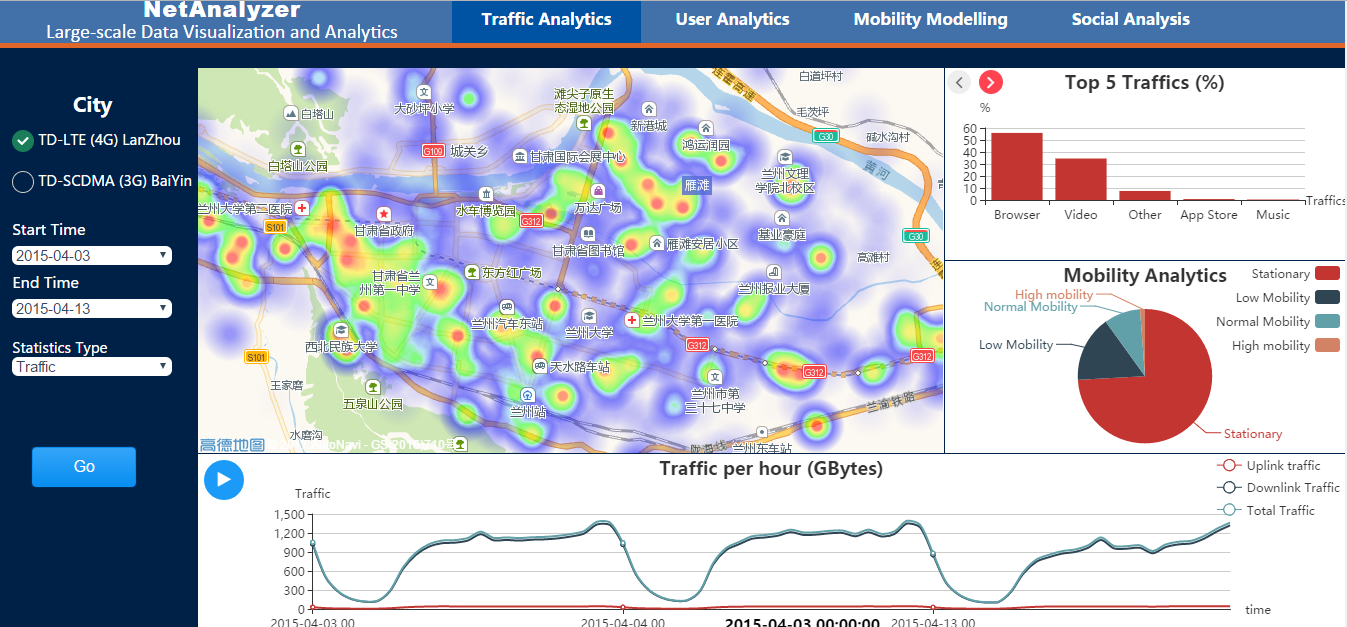 NetAnalyzer
Large-scale Data Visualization and Analytics
Traffic Analytics
User Analytics
Mobility Modelling
Social Analysis
City
TD-LTE (4G) LanZhou
TD-SCDMA (3G) BaiYin
Start Time
2015-04-03
End Time
2015-04-13
Statistics Type
Traffic
Go
白道坪村
连霍高速
滩尖子原生
态湿地公园
大砂坪小学
白塔山
新港城
毛茨坪
G30
碱水沟村
鸿运润园
G109
城关乡
甘肃国际会展中心
白塔山公园
黄河
兰州文理
学院北校区
雁滩
兰州大学第二医院
水车博览园
万达广场
G312
S101
甘肃省政府
基业豪庭
G30
甘肃省图书馆
雁滩安居小区
高滩村
甘肃省兰
州第一中学
东方红广场
兰州报业大厦
兰州汽车东站
兰州大学
兰州大学第一医院
西北民族大学
G312
S101
G312
天水路车站
G312
王家磨
兰州市第
三十七中学
五泉山公园
兰州站
兰渝铁路
水磨沟
陇海线
兰州东车站
高德地图
Top 5 Traffics (%)
%
60
50
40
30
20
10
0
Traffics
Browser
Video
Other
App Store
Music
Mobility Analytics
Stationary
Low Mobility
Normal Mobility
High mobility
High mobility
Normal Mobility
Low Mobility
Stationary
Traffic per hour (GBytes)
Uplink traffic
Downlink Traffic
Total Traffic
Traffic
1,500
1,200
900
600
300
0
time
2015-04-03 00
2015-04-04 00
2015-04-03 00:00:00
2015-04-13 00